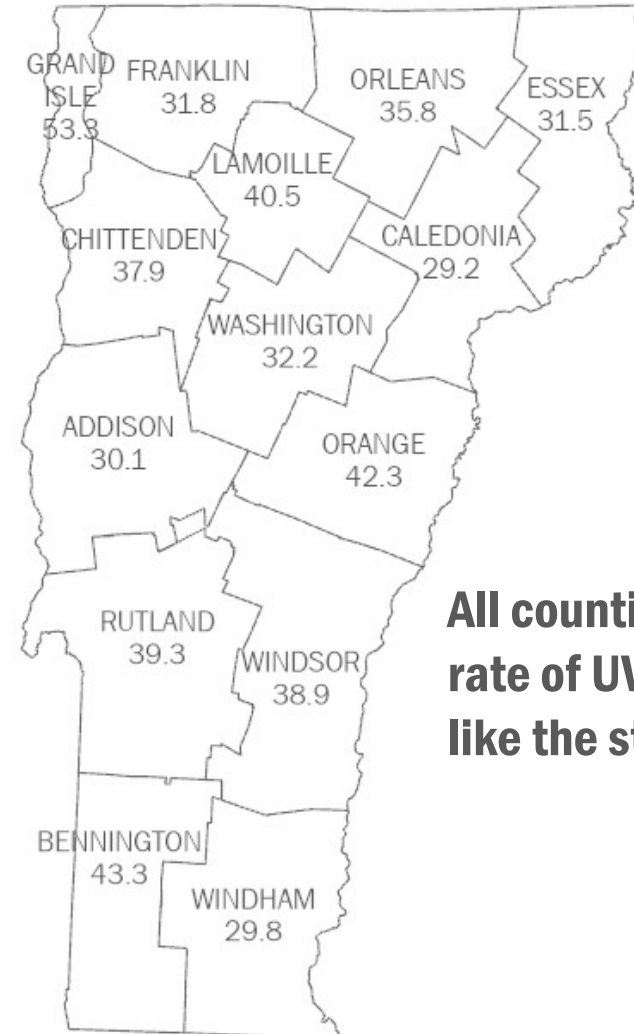 GRAND
ISLE
53.3
FRANKLIN
31.8
ORLEANS
35.8
ESSEX
31.5
LAMOILLE
40.5
CHITTENDEN
37.9
CALEDONIA
29.2
WASHINGTON
32.2
ADDISON
30.1
ORANGE
42.3
RUTLAND
39.3
WINDSOR
38.9
BENNINGTON
43.3
WINDHAM
29.8
All counti
rate of UV
like the st